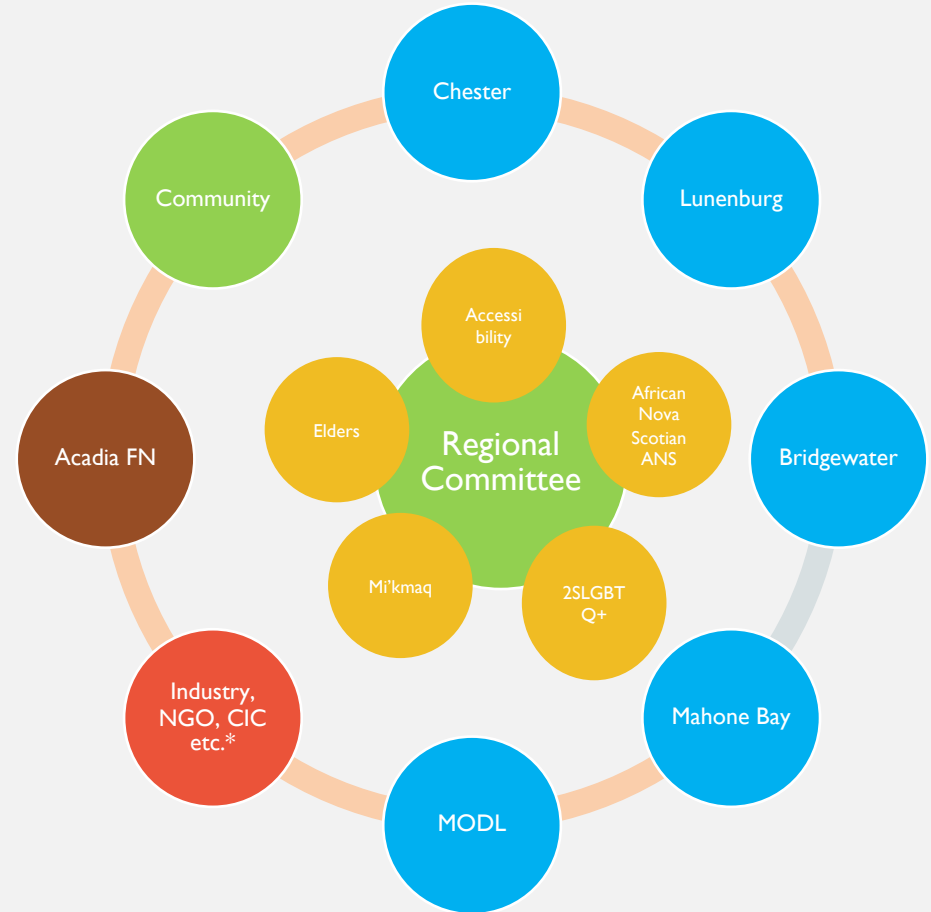 Chester
Community
Lunenburg
Accessi
bility
African
Nova
Scotian
ANS
Elders
Regional
Committee
Acadia FN
Bridgewater
Mi'kmaq
2SLGBT
Q+
Industry,
NGO, CIC
etc.*
Mahone Bay
MODL